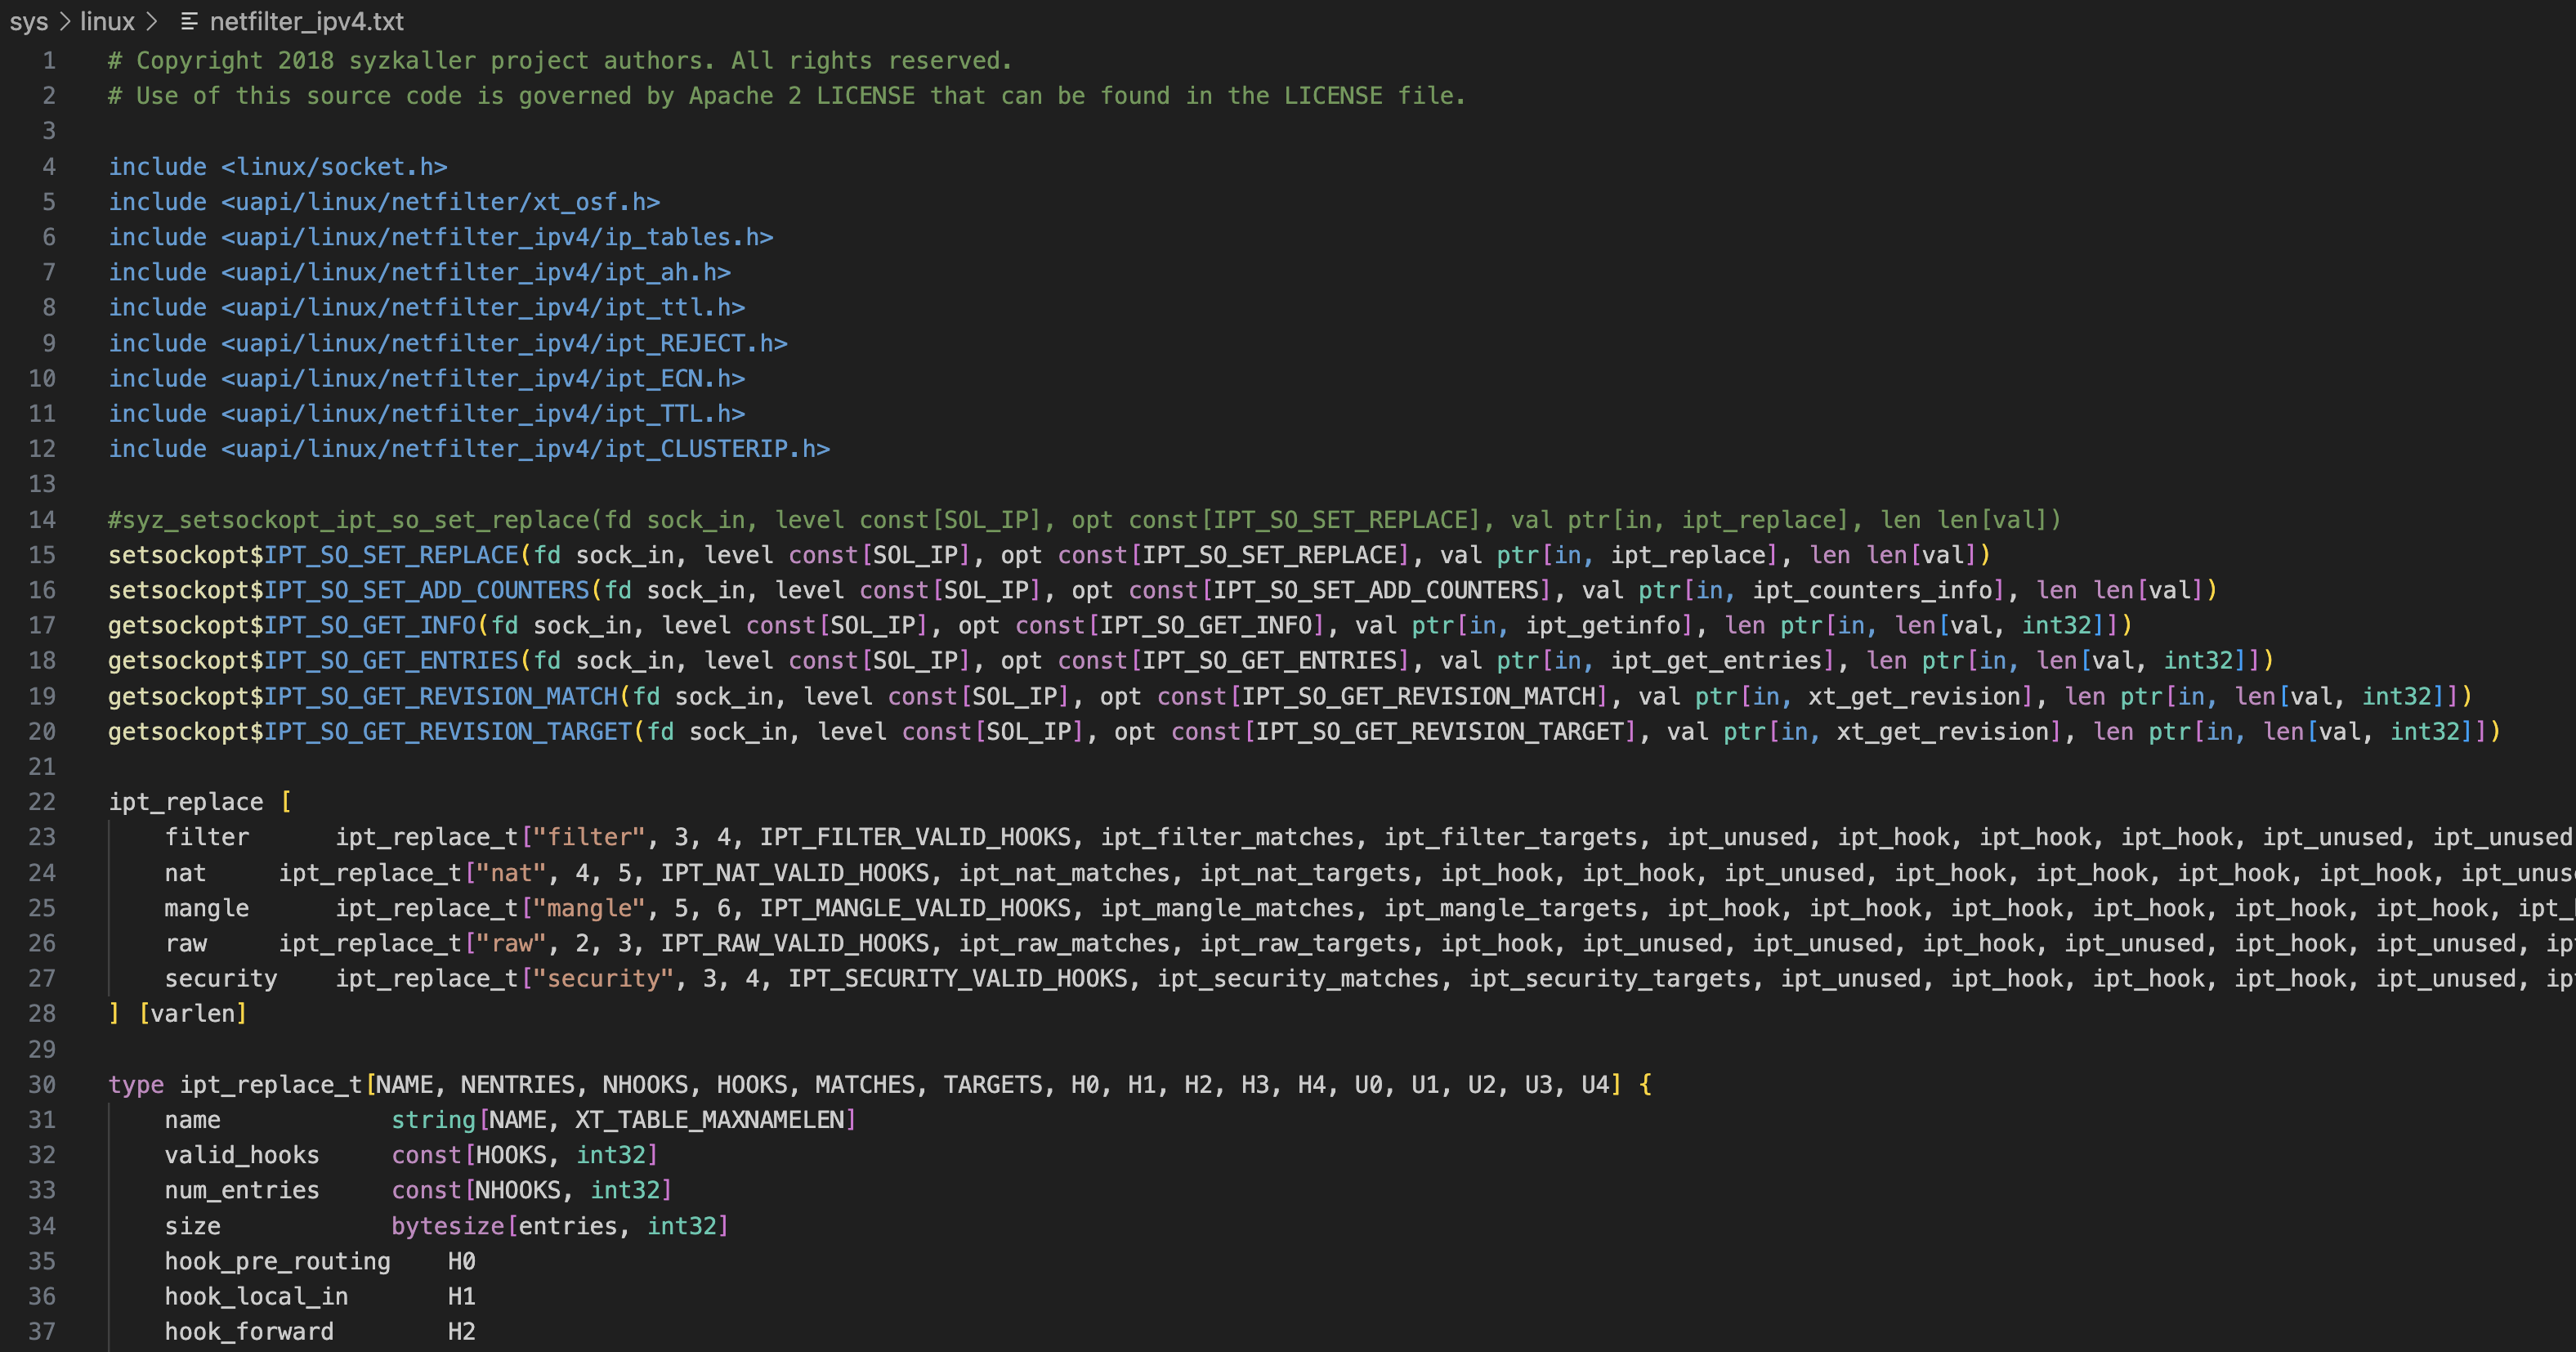 sys > linux > netfilter_ipv4.txt
1 # Copyright 2018 syzkaller project authors. All rights reserved.
2 # Use of this source code is governed by Apache 2 LICENSE that can be found in the LICENSE file.
3
4 include <linux/socket.h>
5 include <uapi/linux/netfilter/xt_osf.h>
6 include <uapi/linux/netfilter_ipv4/ip_tables.h>
7 include <uapi/linux/netfilter_ipv4/ipt_ah.h>
8 include <uapi/linux/netfilter_ipv4/ipt_ttl.h>
9 include <uapi/linux/netfilter_ipv4/ipt_REJECT.h>
10 include <uapi/linux/netfilter_ipv4/ipt_ECN.h>
11 include <uapi/linux/netfilter_ipv4/ipt_TTL.h>
12 include <uapi/linux/netfilter_ipv4/ipt_CLUSTERIP.h>
13
14 #syz_setsockopt_ipt_so_set_replace(fd sock_in, level const[SOL_IP], opt const[IPT_SO_SET_REPLACE], val ptr[in, ipt_replace], len len[val])
15 setsockopt$IPT_SO_SET_REPLACE(fd sock_in, level const[SOL_IP], opt const[IPT_SO_SET_REPLACE], val ptr[in, ipt_replace], len len[val])
16 setsockopt$IPT_SO_SET_ADD_COUNTERS(fd sock_in, level const[SOL_IP], opt const[IPT_SO_SET_ADD_COUNTERS], val ptr[in, ipt_counters_info], len len[val])
17 getsockopt$IPT_SO_GET_INFO(fd sock_in, level const[SOL_IP], opt const[IPT_SO_GET_INFO], val ptr[in, ipt_getinfo], len ptr[in, len[val, int32]])
18 getsockopt$IPT_SO_GET_ENTRIES(fd sock_in, level const[SOL_IP], opt const[IPT_SO_GET_ENTRIES], val ptr[in, ipt_get_entries], len ptr[in, len[val, int32]])
19 getsockopt$IPT_SO_GET_REVISION_MATCH(fd sock_in, level const[SOL_IP], opt const[IPT_SO_GET_REVISION_MATCH], val ptr[in, xt_get_revision], len ptr[in, len[val, int32]])
20 getsockopt$IPT_SO_GET_REVISION_TARGET(fd sock_in, level const[SOL_IP], opt const[IPT_SO_GET_REVISION_TARGET], val ptr[in, xt_get_revision], len ptr[in, len[val, int32]])
21
22 ipt_replace [
23 filter ipt_replace_t["filter", 3, 4, IPT_FILTER_VALID_HOOKS, ipt_filter_matches, ipt_filter_targets, ipt_unused, ipt_hook, ipt_hook, ipt_hook, ipt_unused, ipt_unused
24 nat ipt_replace_t["nat", 4, 5, IPT_NAT_VALID_HOOKS, ipt_nat_matches, ipt_nat_targets, ipt_hook, ipt_hook, ipt_unused, ipt_hook, ipt_hook, ipt_hook, ipt_hook, ipt_unus
25 mangle ipt_replace_t["mangle", 5, 6, IPT_MANGLE_VALID_HOOKS, ipt_mangle_matches, ipt_mangle_targets, ipt_hook, ipt_hook, ipt_hook, ipt_hook, ipt_hook, ipt_hook, ipt_
26 raw ipt_replace_t["raw", 2, 3, IPT_RAW_VALID_HOOKS, ipt_raw_matches, ipt_raw_targets, ipt_hook, ipt_unused, ipt_unused, ipt_hook, ipt_unused, ipt_hook, ipt_unused, ip
27 security ipt_replace_t["security", 3, 4, IPT_SECURITY_VALID_HOOKS, ipt_security_matches, ipt_security_targets, ipt_unused, ipt_hook, ipt_hook, ipt_hook, ipt_unused, ip
28 ] [varlen]
29
30 type ipt_replace_t[NAME, NENTRIES, NHOOKS, HOOKS, MATCHES, TARGETS, H0, H1, H2, H3, H4, U0, U1, U2, U3, U4] {
31 name string[NAME, XT_TABLE_MAXNAMELEN]
32 valid_hooks const[HOOKS, int32]
33 num_entries const[NHOOKS, int32]
34 size bytesize[entries, int32]
35 hook_pre_routing H0
36 hook_local_in H1
37 hook_forward H2